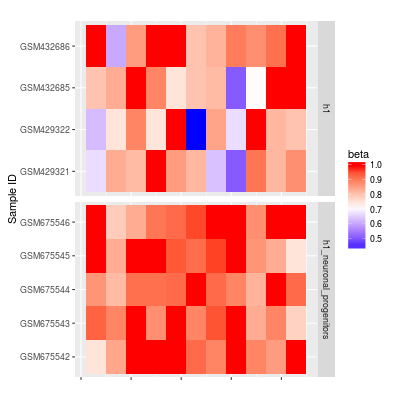 GSM432686
GSM432685
GSM429322
GSM429321
h1
GSM675546
GSM675545
GSM675544
GSM675543
GSM675542
h1_neuronal_progenitors
Sample ID
beta
1.0
0.9
0.8
0.7
0.6
0.5